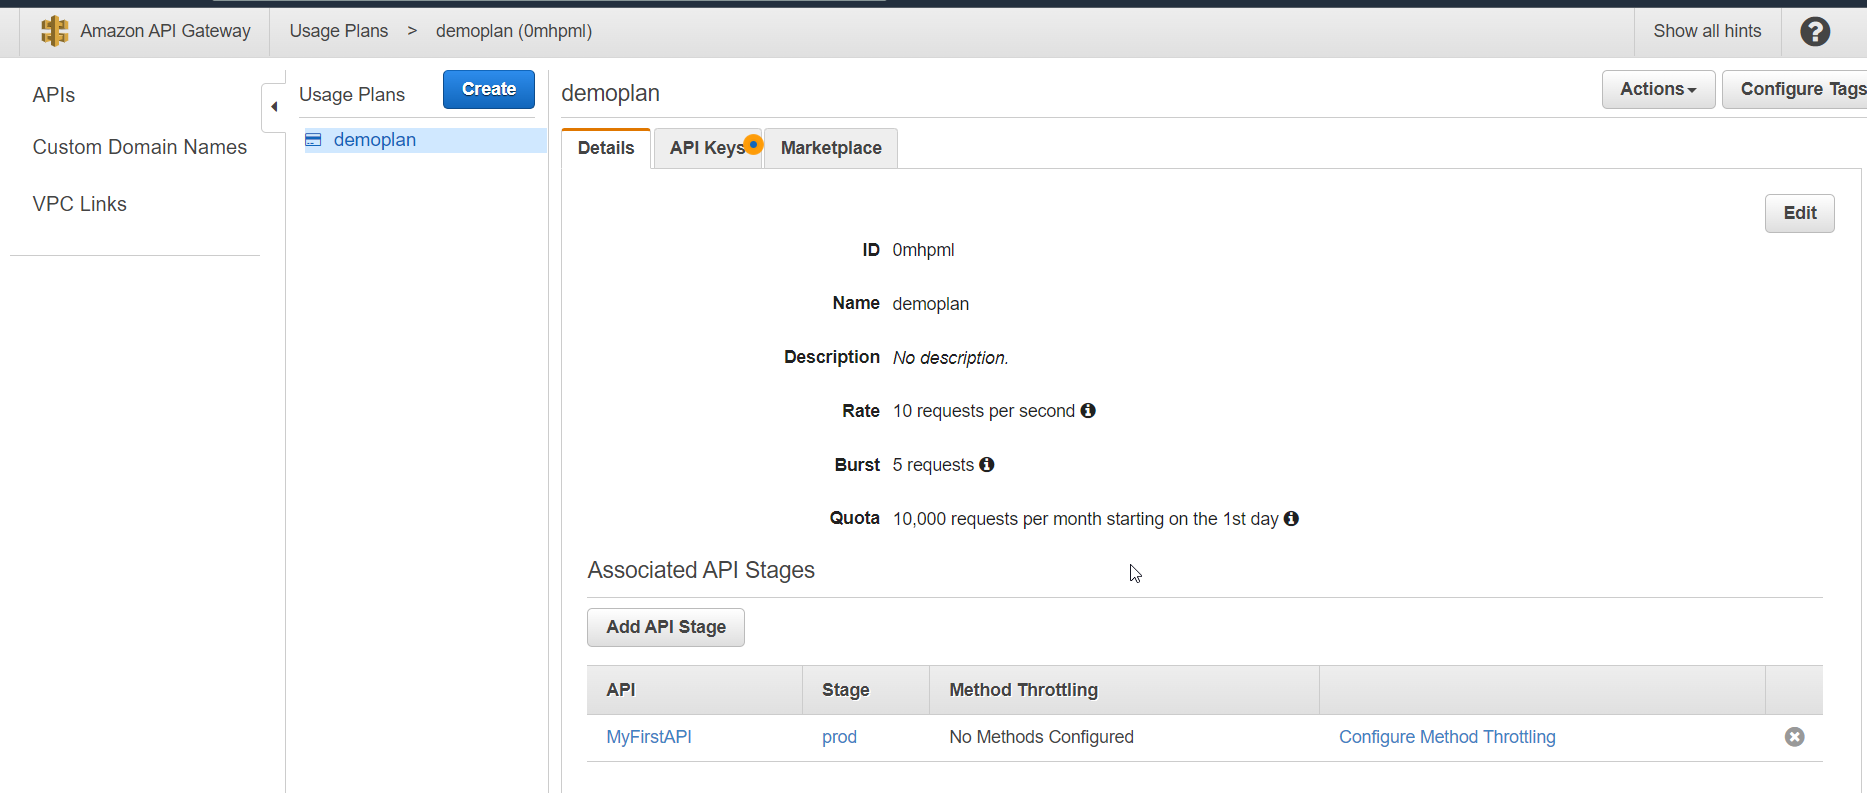 Amazon API Gateway
Usage Plans > demoplan (0mhpml)
Show all hints
?
APIs
Custom Domain Names
VPC Links
Usage Plans
Create
demoplan
demoplan
Actions
Configure Tags
Details
API Keys
Marketplace
Edit
ID 0mhpml
Name demoplan
Description No description.
Rate 10 requests per second
Burst 5 requests
Quota 10,000 requests per month starting on the 1st day
Associated API Stages
Add API Stage
API Stage Method Throttling
MyFirstAPI prod No Methods Configured Configure Method Throttling